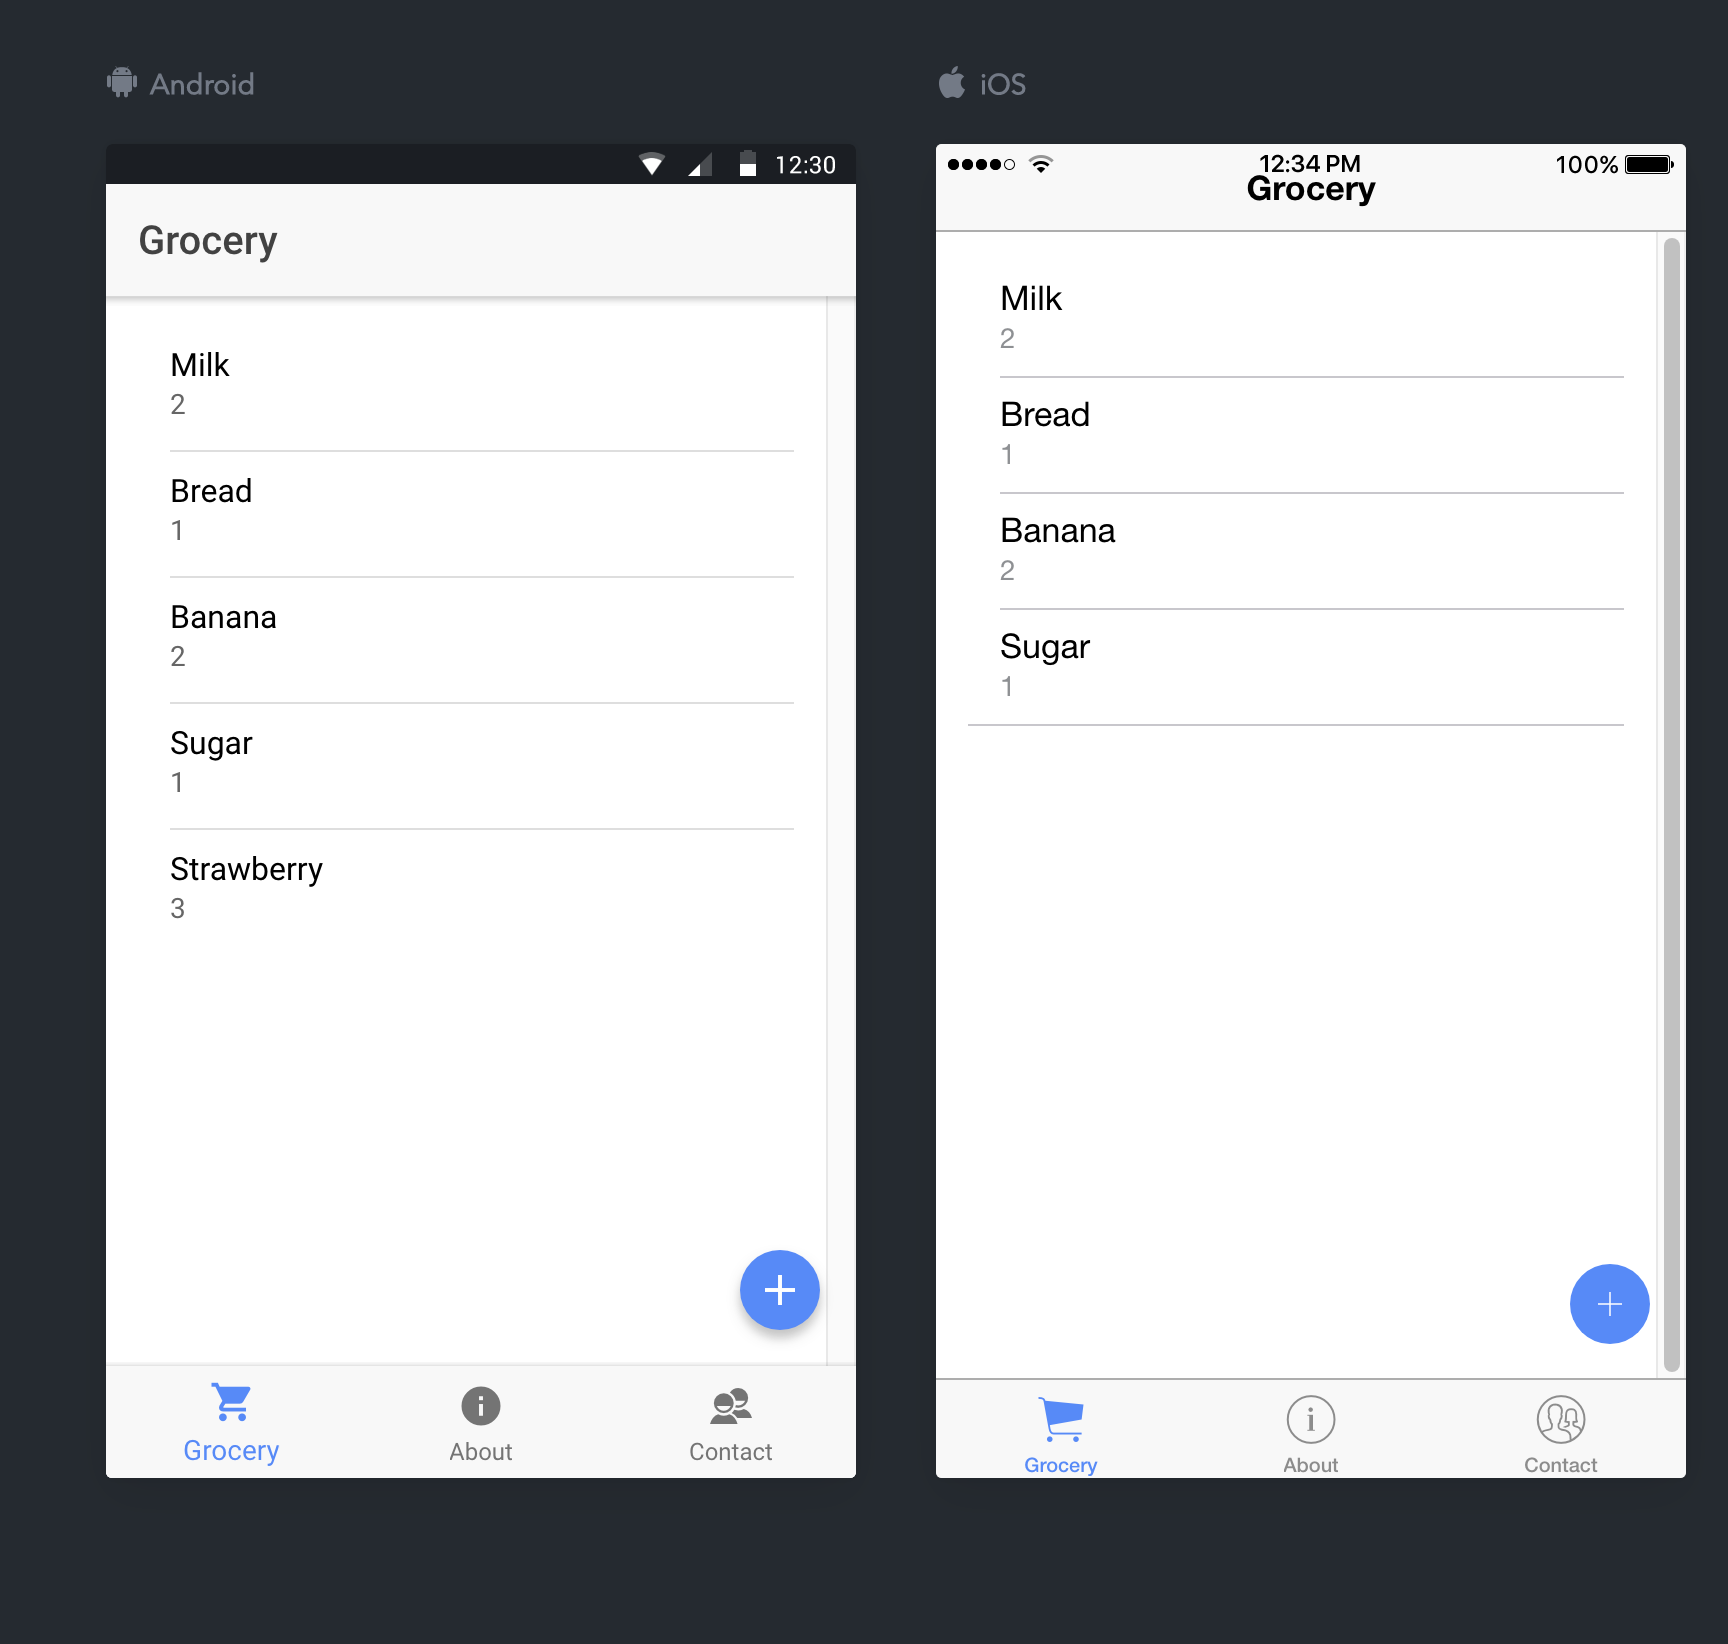 Android
12:30
Grocery
Milk
2
Bread
1
Banana
2
Sugar
1
Strawberry
3
Grocery
About
Contact
iOS
12:34 PM
100%
Grocery
Milk
2
Bread
1
Banana
2
Sugar
1
Grocery
About
Contact